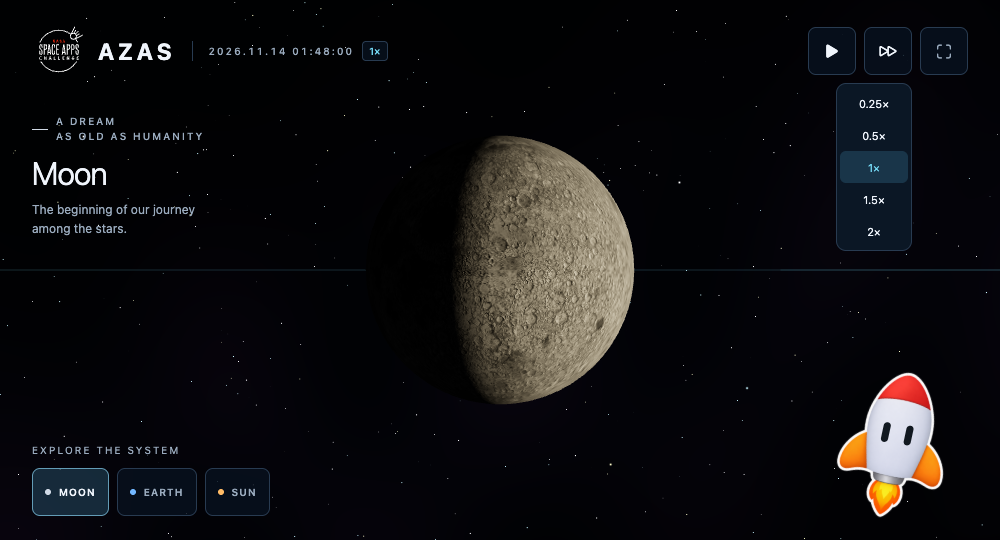 SPACE APPS
CHALLENGE
AZAS
2026.11.14 01:48:00
1×
A DREAM
AS OLD AS HUMANITY
Moon
The beginning of our journey
among the stars.
0.25×
0.5×
1×
1.5×
2×
EXPLORE THE SYSTEM
MOON
EARTH
SUN